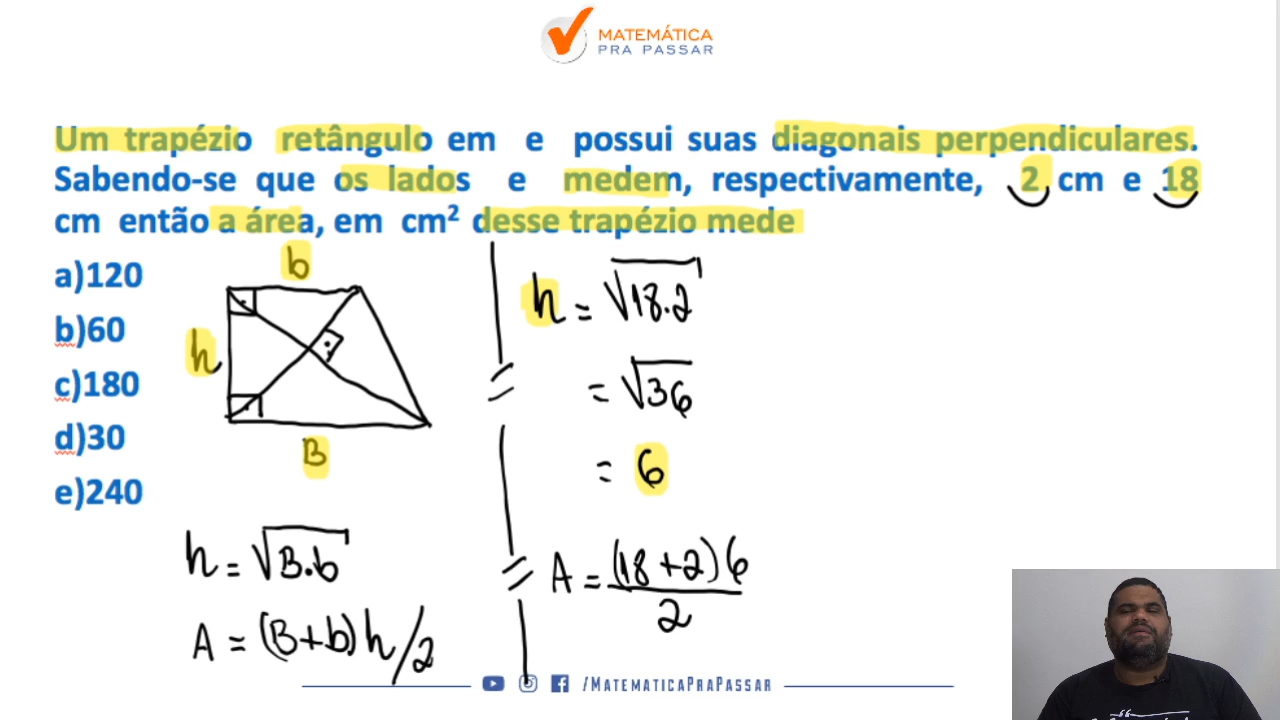 MATEMÁTICA
PRA PASSAR
Um trapézio retângulo em e possui suas diagonais perpendiculares.
Sabendo-se que os lados e medem, respectivamente, 2 cm e 18
cm então a área, em cm² desse trapézio mede
a)120
b)60
c)180
d)30
e)240
b
h
B
h = √B.b
A = (B+b)h/2
h = √18.2
= √36
= 6
A = (18+2)6
2
/MatematicaPraPassar